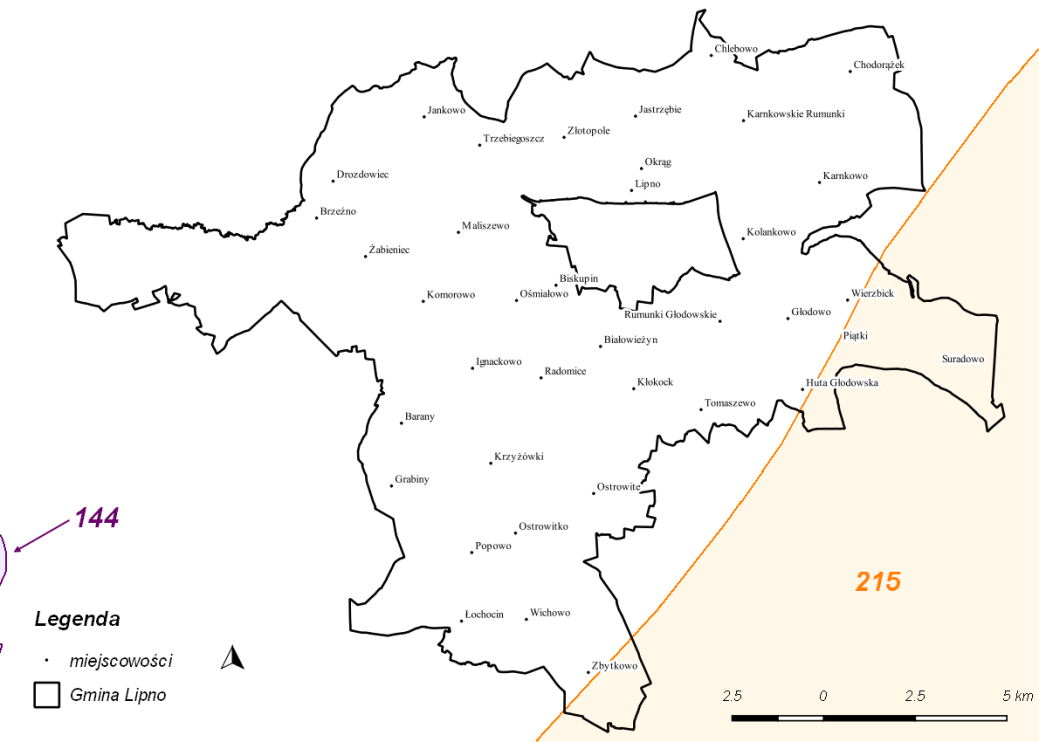 Chlebowo
Chodorążek
Jankowo
Jastrzębie
Karnkowskie Rumunki
Trzebiegoszcz
Złotopole
Okrąg
Drozdowiec
Lipno
Karnkowo
Brzeźno
Maliszewo
Kolankowo
Żabieniec
Biskupin
Komorowo
Ośmiałowo
Wierzbick
Rumunki Głodowskie
Głodowo
Piątki
Białowieżyn
Suradowo
Ignackowo
Radomice
Kłokock
Huta Głodowska
Tomaszewo
Barany
Krzyżówki
Grabiny
Ostrowite
144
Ostrowitko
Popowo
215
Łochocin
Wichowo
Legenda
miejscowości
Zbytkowo
Gmina Lipno
2.5 0 2.5 5 km